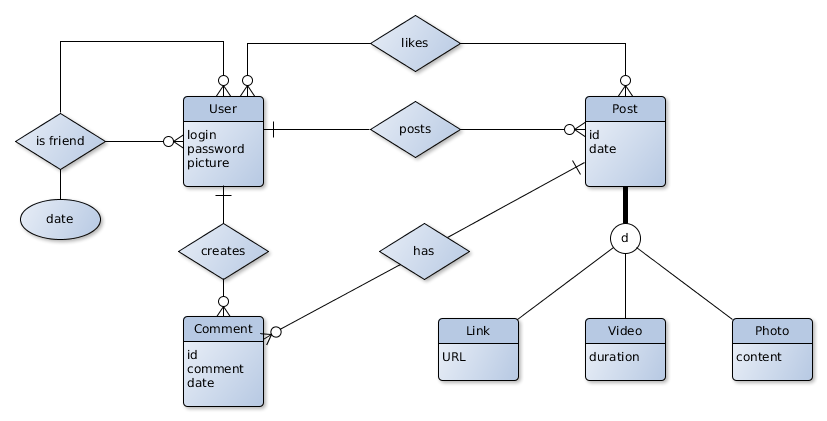 likes
User
login
password
picture
posts
Post
id
date
is friend
date
creates
has
d
Comment
id
comment
date
Link
URL
Video
duration
Photo
content